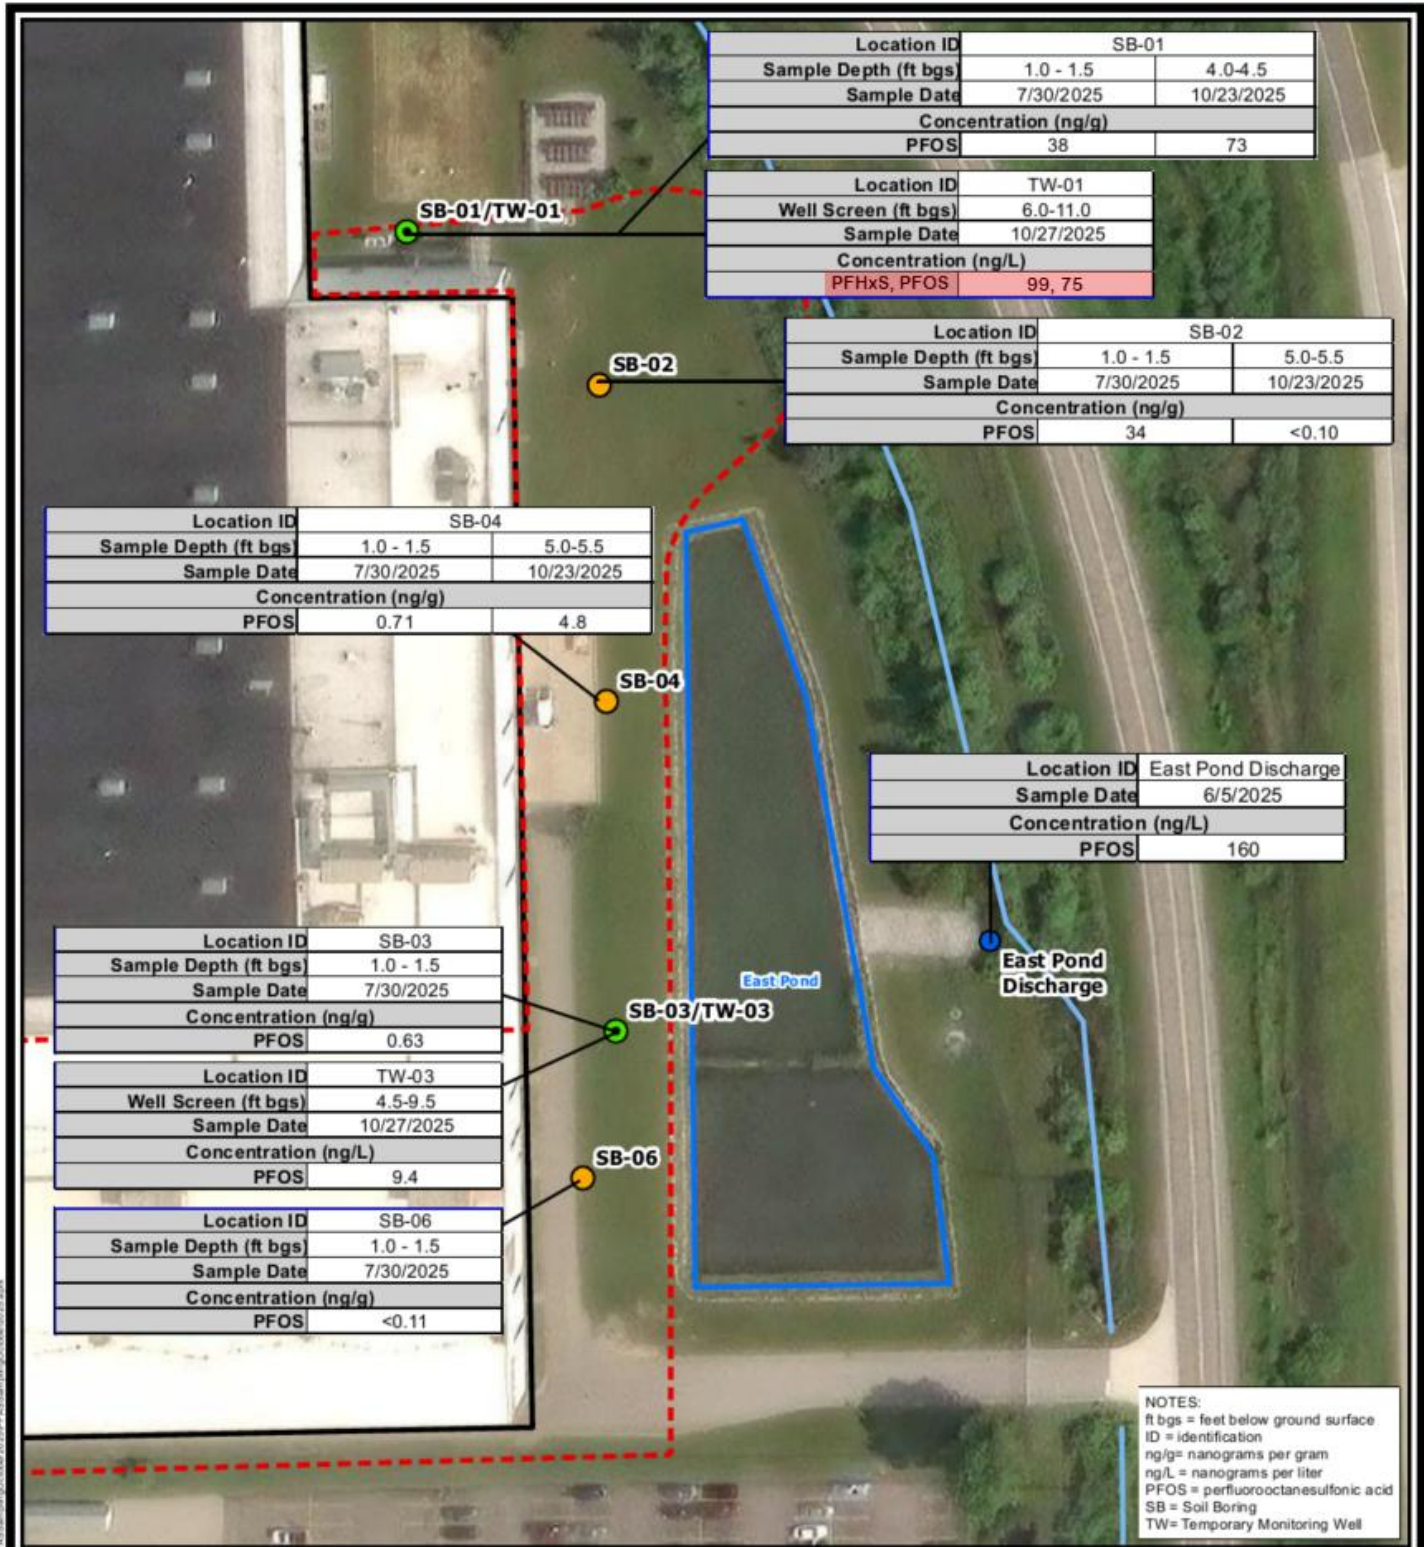 Location ID SB-01
Sample Depth (ft bgs) 1.0 - 1.5 4.0-4.5
Sample Date 7/30/2025 10/23/2025
Concentration (ng/g)
PFOS 38 73
Location ID TW-01
Well Screen (ft bgs) 6.0-11.0
Sample Date 10/27/2025
Concentration (ng/L)
PFHxS, PFOS 99, 75
SB-01/TW-01
Location ID SB-02
Sample Depth (ft bgs) 1.0 - 1.5 5.0-5.5
Sample Date 7/30/2025 10/23/2025
Concentration (ng/g)
PFOS 34 <0.10
SB-02
Location ID SB-04
Sample Depth (ft bgs) 1.0 - 1.5 5.0-5.5
Sample Date 7/30/2025 10/23/2025
Concentration (ng/g)
PFOS 0.71 4.8
SB-04
Location ID East Pond Discharge
Sample Date 6/5/2025
Concentration (ng/L)
PFOS 160
East Pond
Discharge
East Pond
Location ID SB-03
Sample Depth (ft bgs) 1.0 - 1.5
Sample Date 7/30/2025
Concentration (ng/g)
PFOS 0.63
SB-03/TW-03
Location ID TW-03
Well Screen (ft bgs) 4.5-9.5
Sample Date 10/27/2025
Concentration (ng/L)
PFOS 9.4
SB-06
Location ID SB-06
Sample Depth (ft bgs) 1.0 - 1.5
Sample Date 7/30/2025
Concentration (ng/g)
PFOS <0.11
NOTES:
ft bgs = feet below ground surface
ID = identification
ng/g= nanograms per gram
ng/L = nanograms per liter
PFOS = perfluorooctanesulfonic acid
SB = Soil Boring
TW= Temporary Monitoring Well